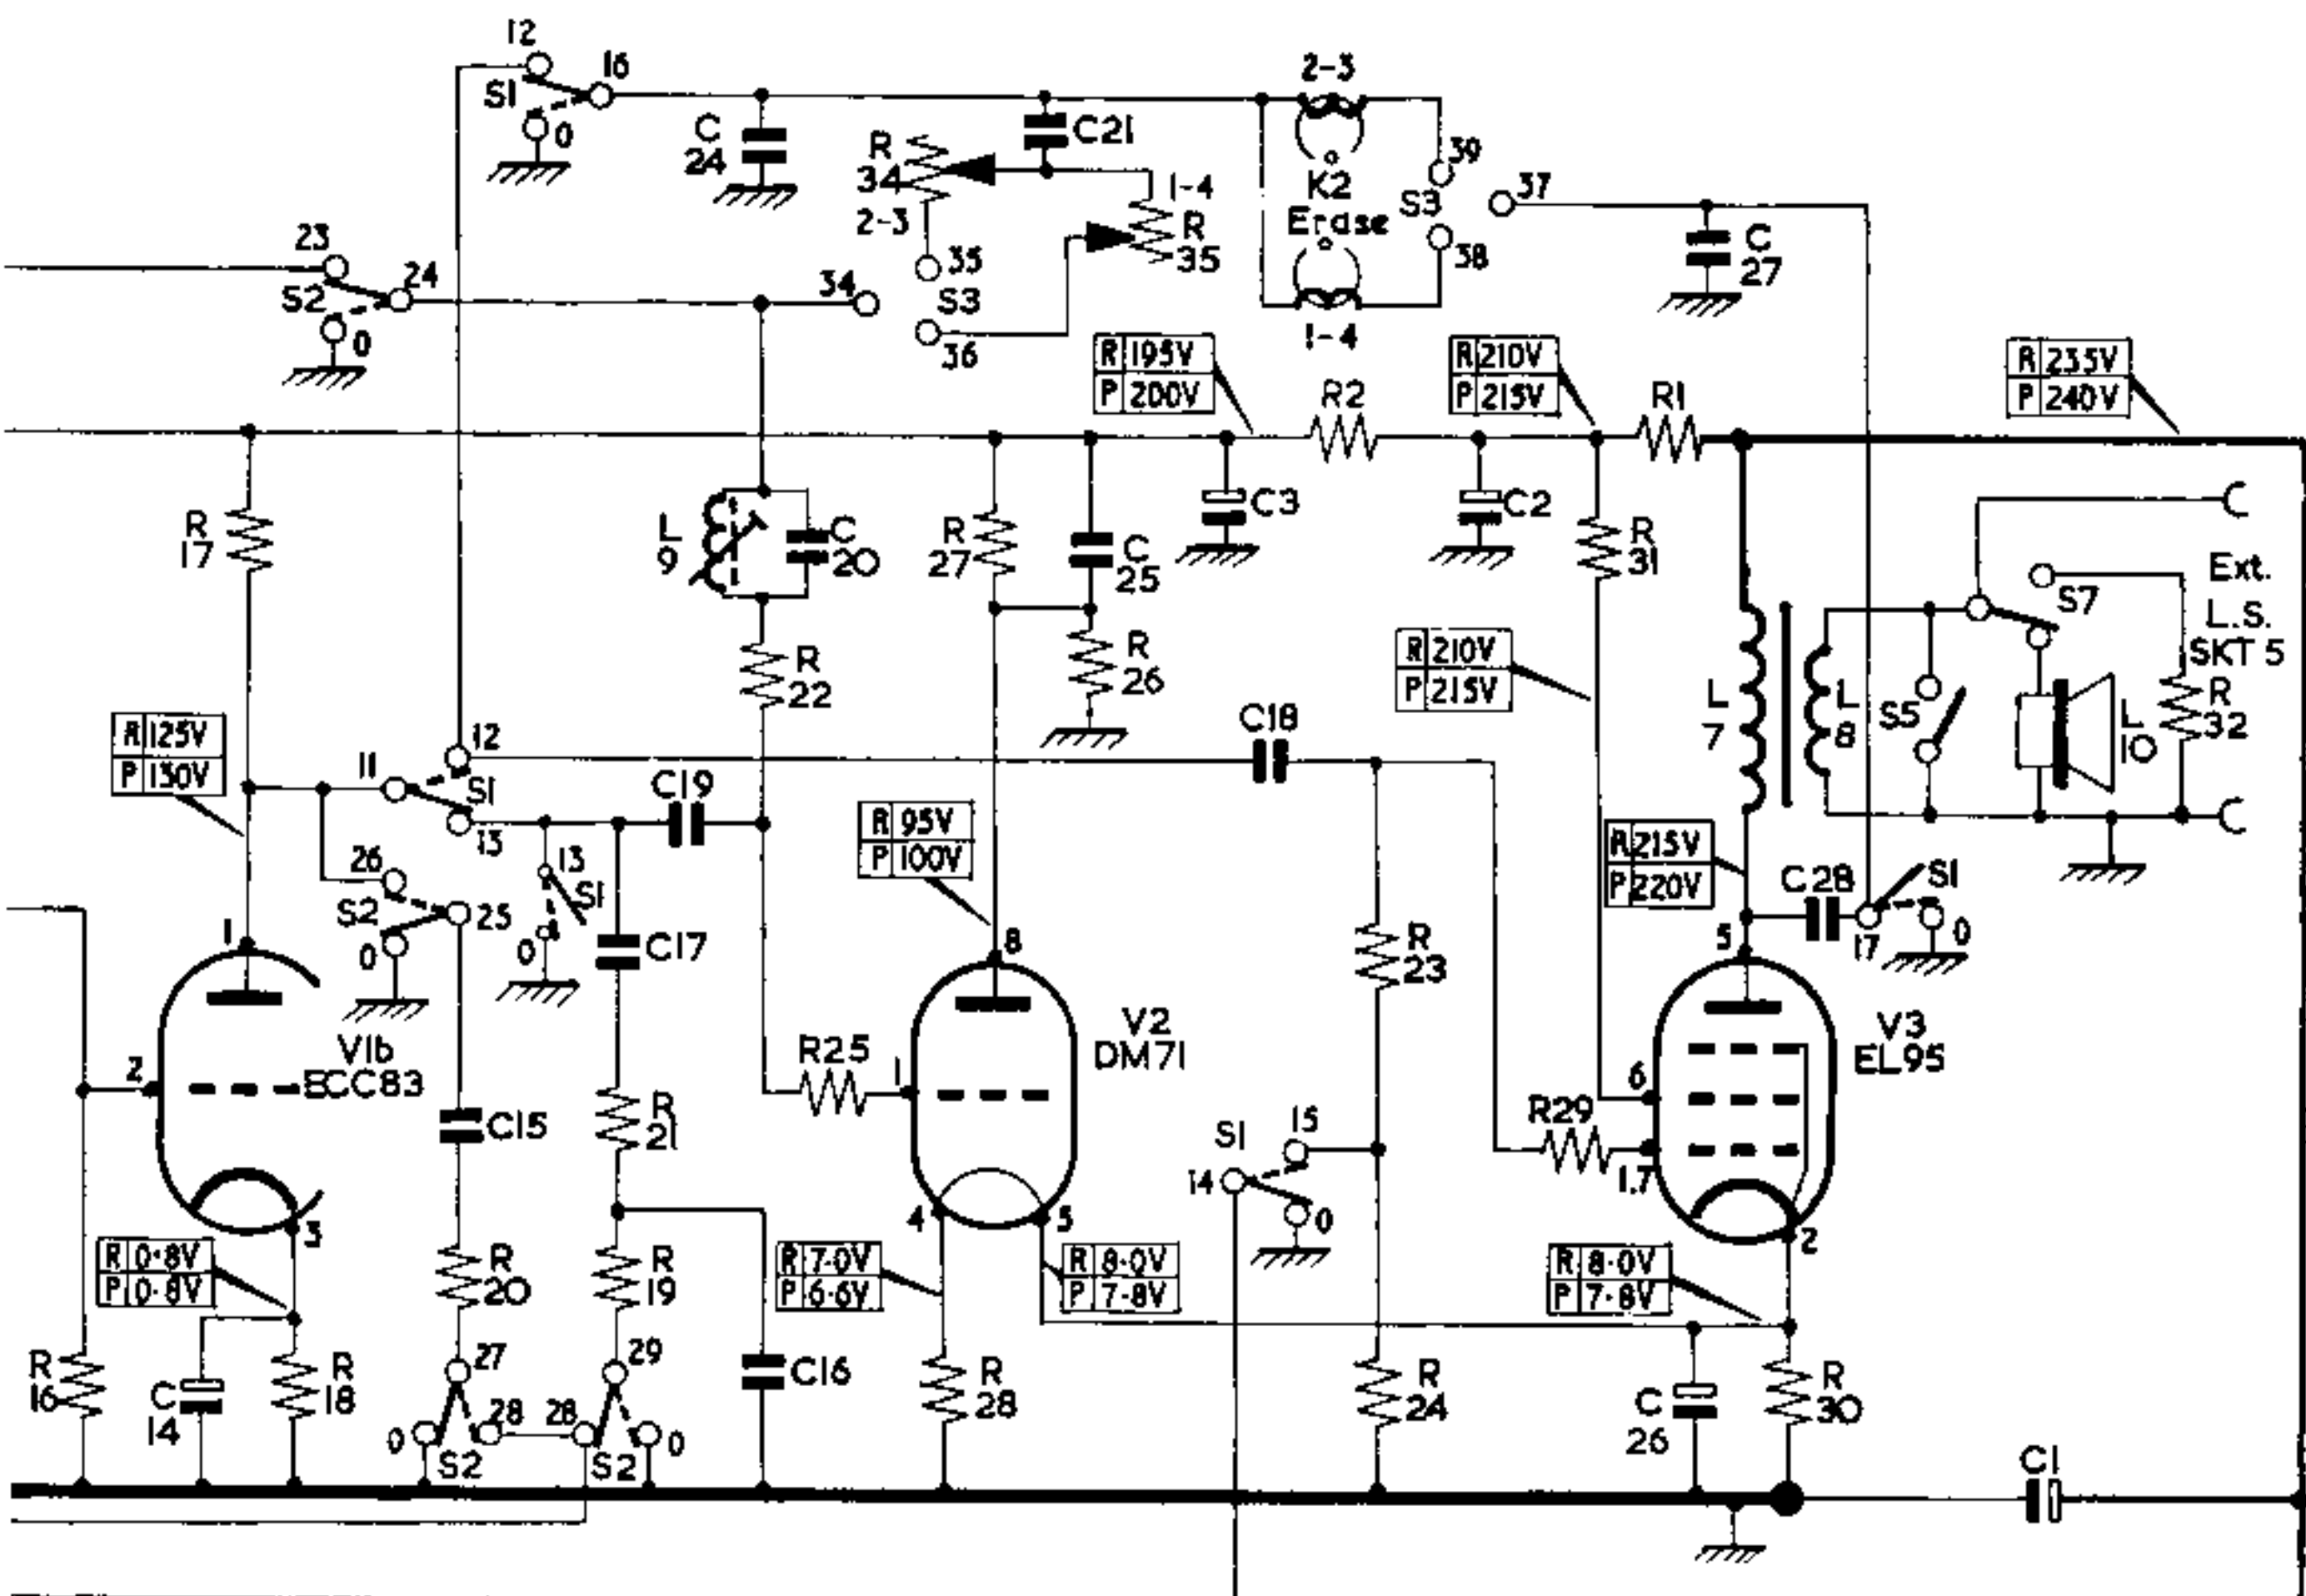 12
16
S1
0
C
24
R
34
2-3
C21
1-4
R
35
2-3
K2
Erase
1-4
39
S3
38
37
C
27
23
24
S2
0
34
35
S3
36
R 195V
P 200V
R2
R 210V
P 215V
R1
R 235V
P 240V
R
17
L
9
C
20
R
27
C
25
C3
C2
R
31
Ext.
L.S.
SKT 5
S7
R
22
R
26
R 210V
P 215V
L
7
L
8
S5
L
10
R
32
R 125V
P 130V
11
12
S1
13
C19
C18
R 95V
P 100V
R 215V
P 220V
C28
S1
17
0
26
S2
25
0
13
S1
0
C17
1
8
R
23
5
V1b
ECC83
2
R25
1
V2
DM71
V3
EL95
6
R29
1.7
C15
R
21
S1
15
14
0
3
4
5
2
R 0.8V
P 0.8V
R
20
R
19
R 7.0V
P 6.6V
R 8.0V
P 7.8V
R 8.0V
P 7.8V
R
16
C
14
R
18
27
29
0
28
28
0
S2
S2
C16
R
28
R
24
C
26
R
30
C1